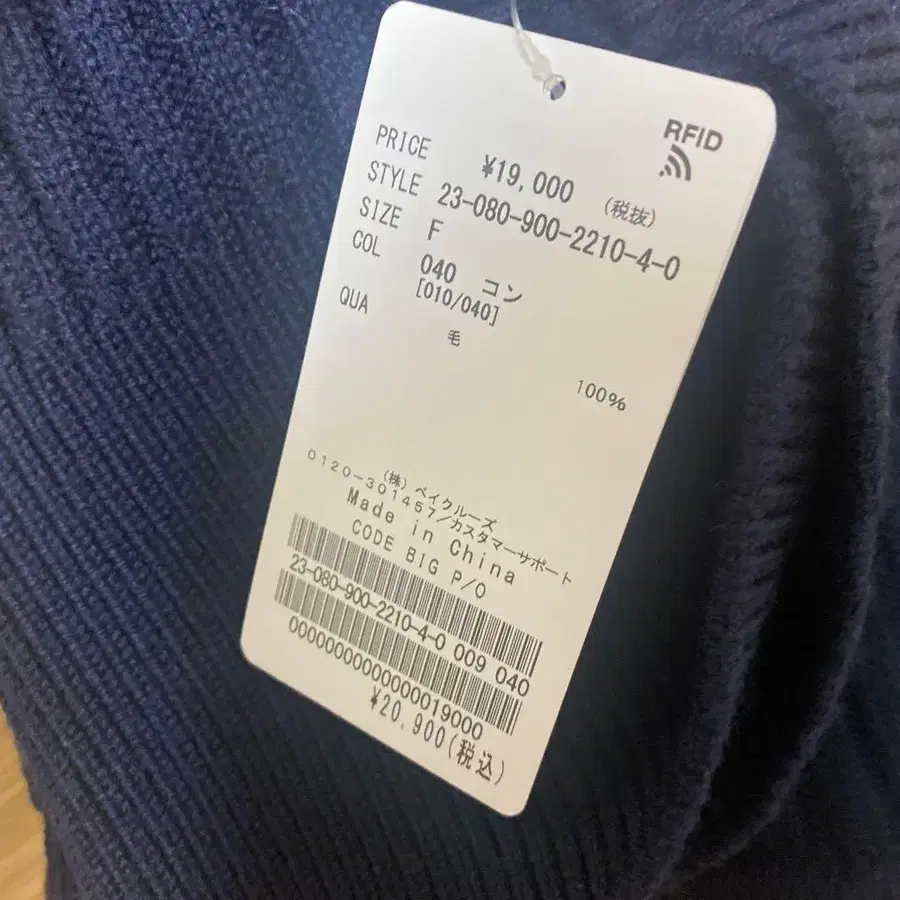 RFID
PRICE ¥19,000 (税抜)
STYLE 23-080-900-2210-4-0
SIZE F
COL 040 コン
[010/040]
QUA
毛 100%
(株) ベイクルーズ
0120-301457/カスタマーサポート
Made in China
CODE BIG P/O
23-080-900-2210-4-0 009 040
0000000000000019000
¥20,900(税込)